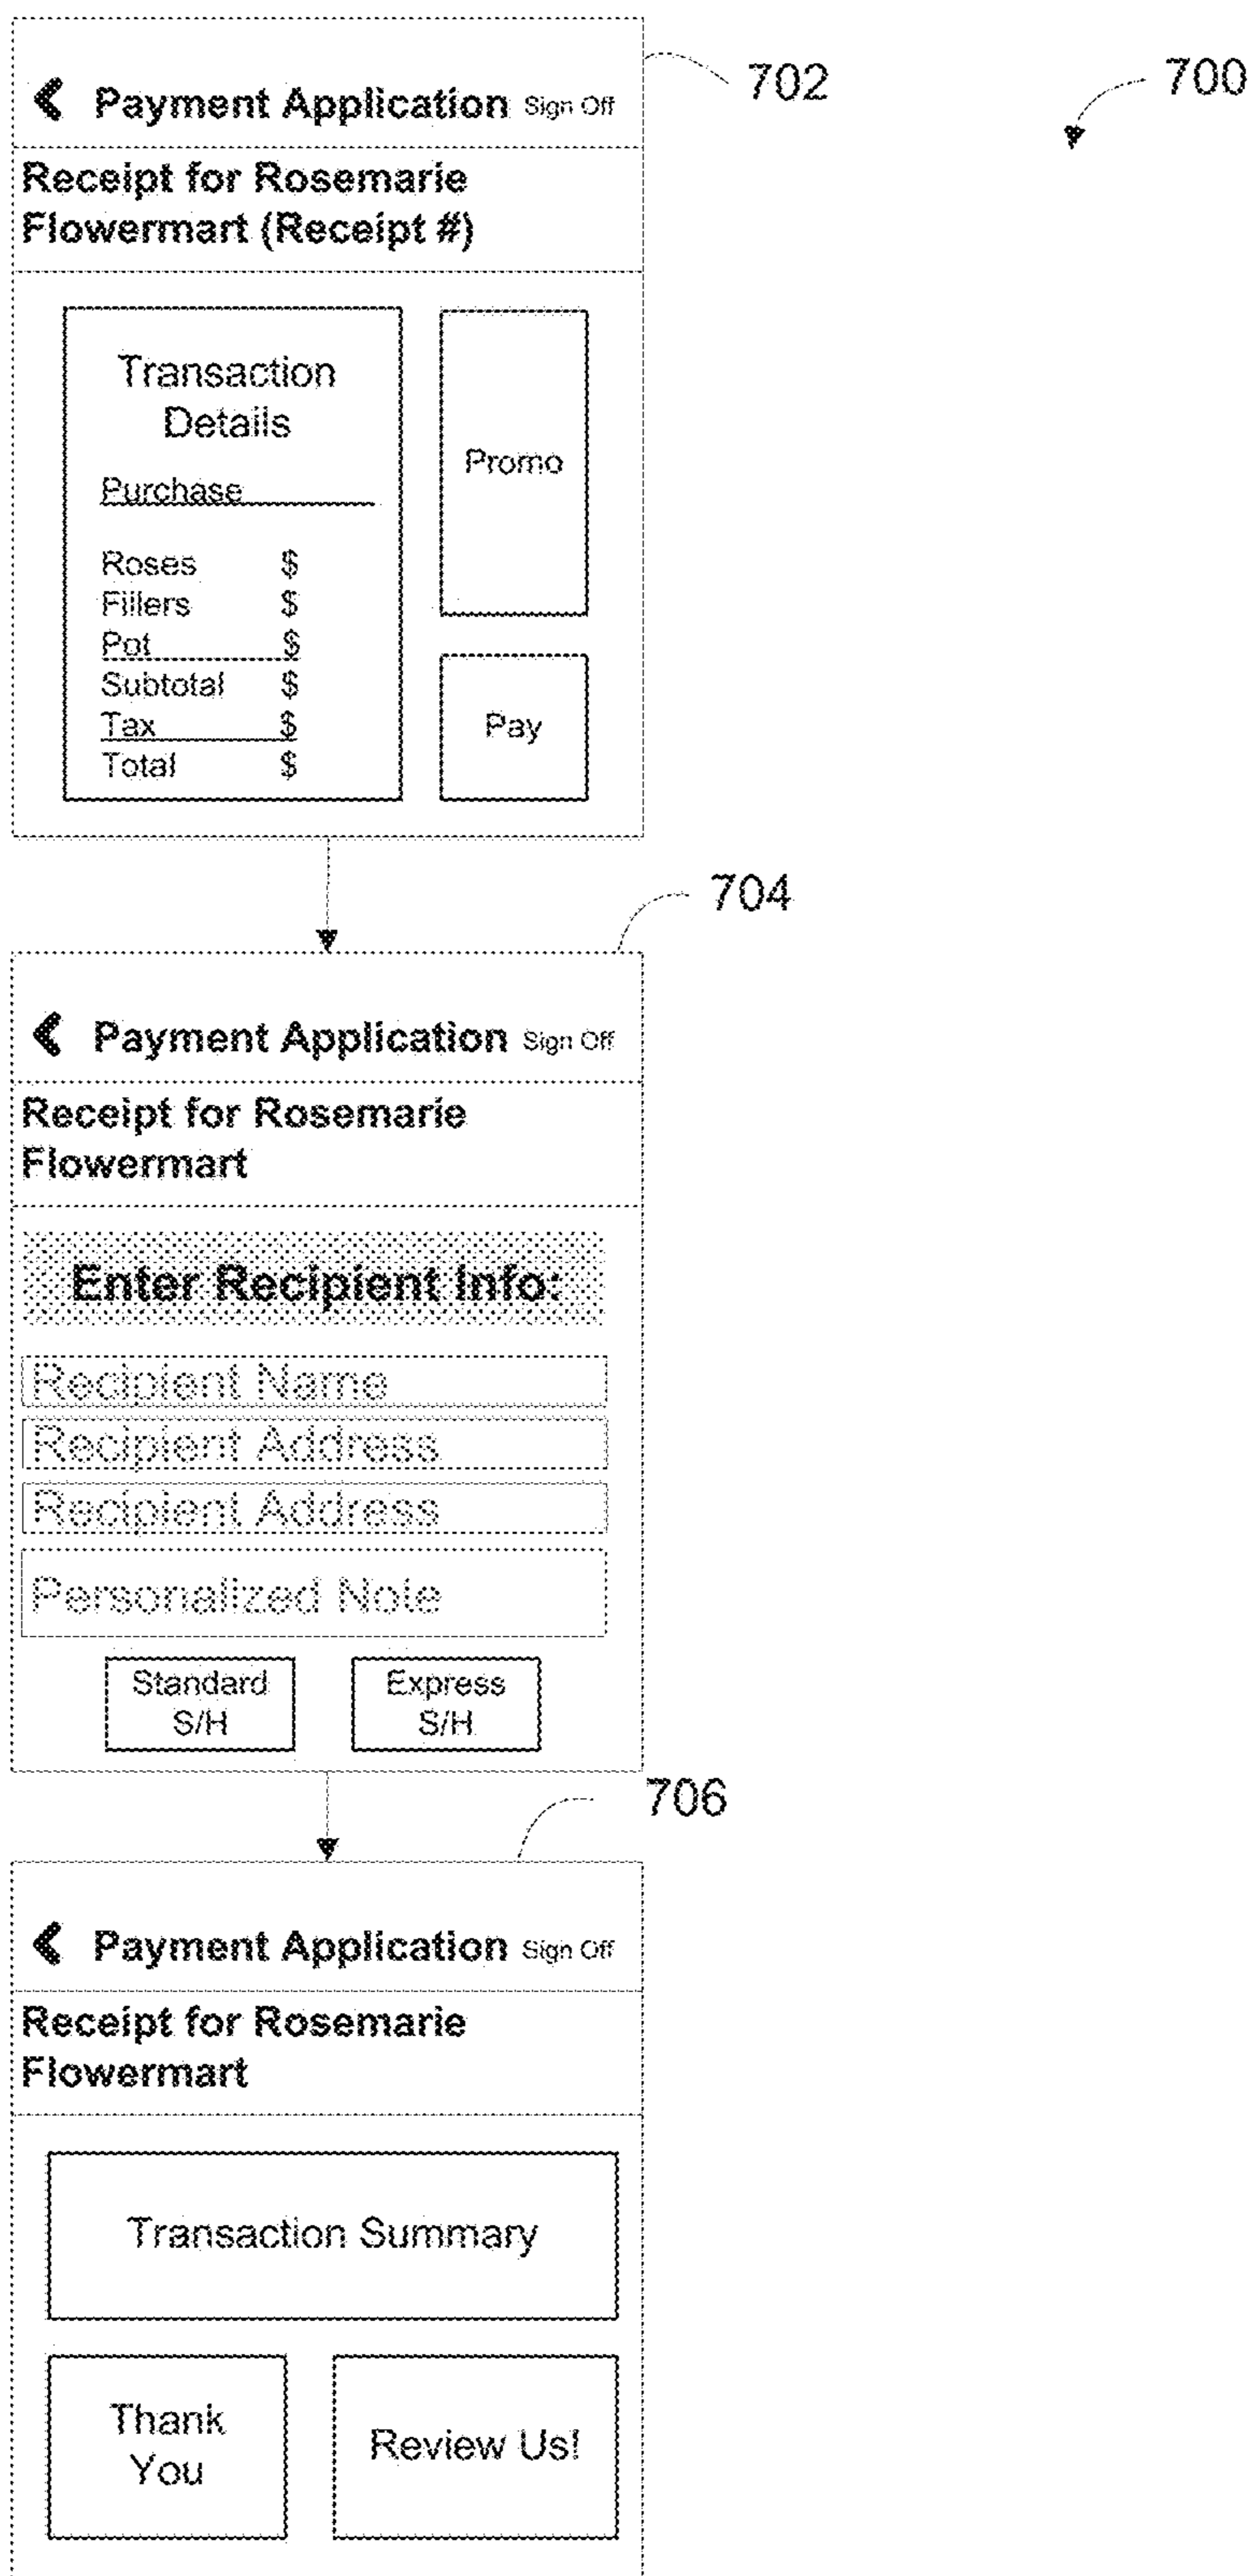 702
700
Payment Application Sign Off
Receipt for Rosemarie
Flowermart (Receipt #)
Transaction
Details
Purchase
Roses $
Fillers $
Pot $
Subtotal $
Tax $
Total $
Promo
Pay
704
Payment Application Sign Off
Receipt for Rosemarie
Flowermart
Enter Recipient Info:
Recipient Name
Recipient Address
Recipient Address
Personalized Note
Standard
S/H
Express
S/H
706
Payment Application Sign Off
Receipt for Rosemarie
Flowermart
Transaction Summary
Thank
You
Review Us!